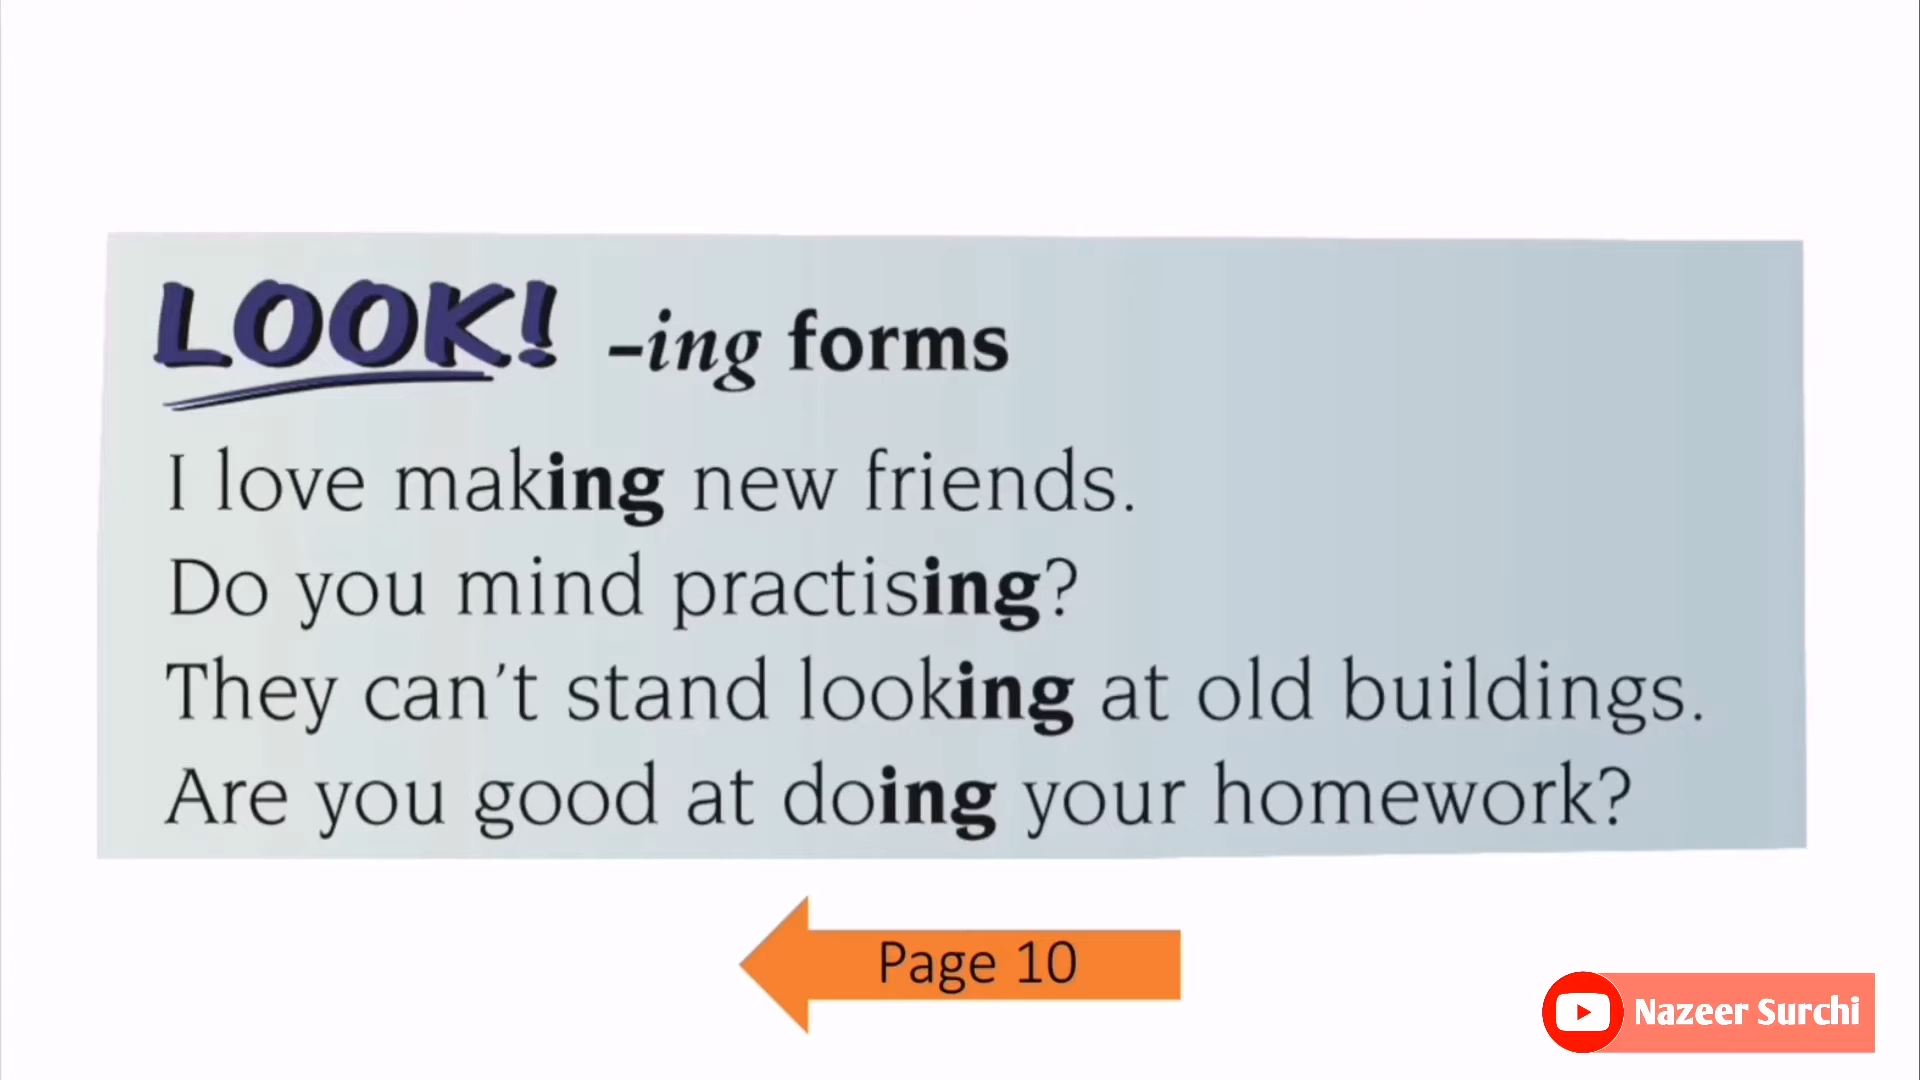 LOOK! –ing forms
I love making new friends.
Do you mind practising?
They can't stand looking at old buildings.
Are you good at doing your homework?
Page 10
Nazeer Surchi